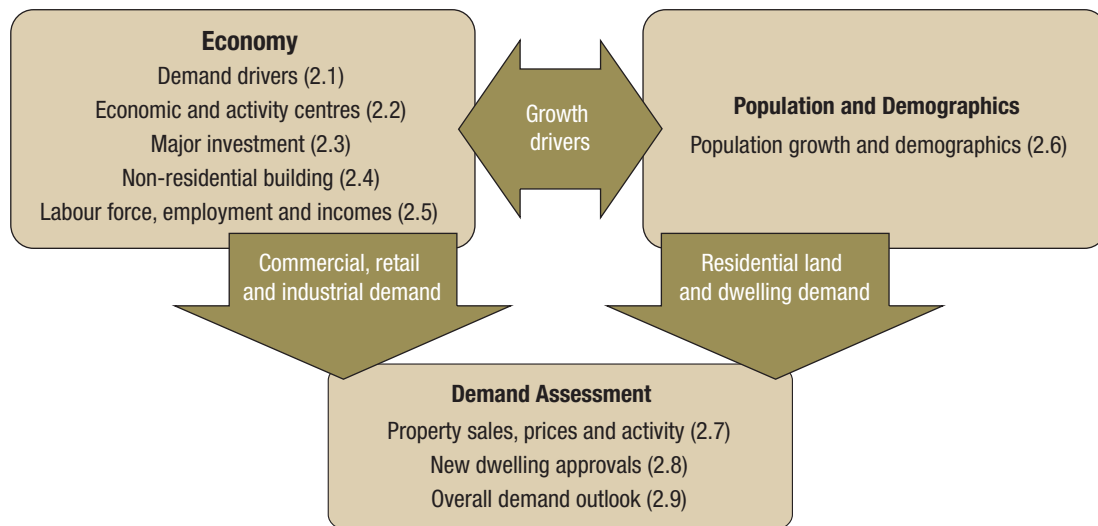 Economy
Demand drivers (2.1)
Economic and activity centres (2.2)
Major investment (2.3)
Non-residential building (2.4)
Labour force, employment and incomes (2.5)
Growth
drivers
Population and Demographics
Population growth and demographics (2.6)
Commercial, retail
and industrial demand
Residential land
and dwelling demand
Demand Assessment
Property sales, prices and activity (2.7)
New dwelling approvals (2.8)
Overall demand outlook (2.9)